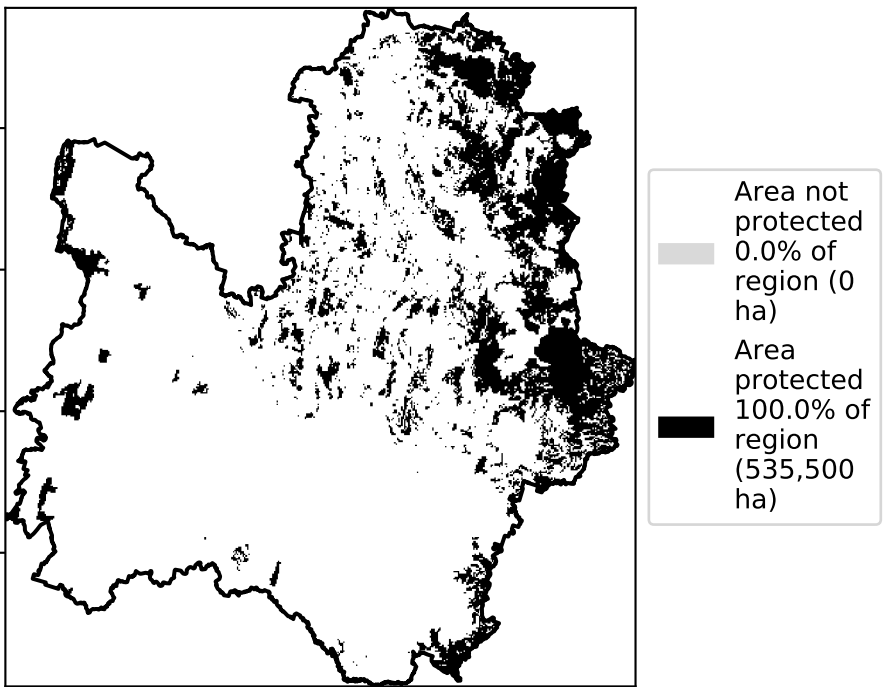 Area not
protected
0.0% of
region (0
ha)
Area
protected
100.0% of
region
(535,500
ha)